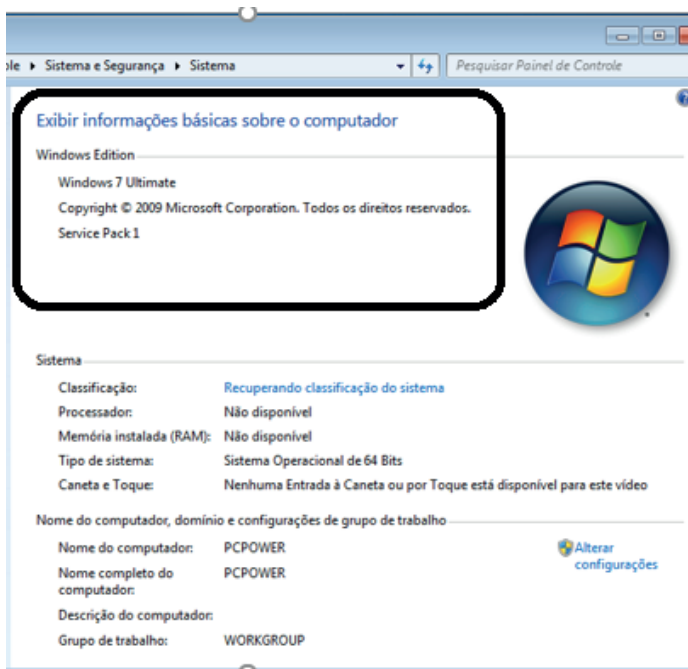 ole ▸ Sistema e Segurança ▸ Sistema Pesquisar Painel de Controle
Exibir informações básicas sobre o computador
Windows Edition
Windows 7 Ultimate
Copyright © 2009 Microsoft Corporation. Todos os direitos reservados.
Service Pack 1
Sistema
Classificação: Recuperando classificação do sistema
Processador: Não disponível
Memória instalada (RAM): Não disponível
Tipo de sistema: Sistema Operacional de 64 Bits
Caneta e Toque: Nenhuma Entrada à Caneta ou por Toque está disponível para este vídeo
Nome do computador, domínio e configurações de grupo de trabalho
Nome do computador: PCPOWER Alterar
configurações
Nome completo do PCPOWER
computador:
Descrição do computador:
Grupo de trabalho: WORKGROUP